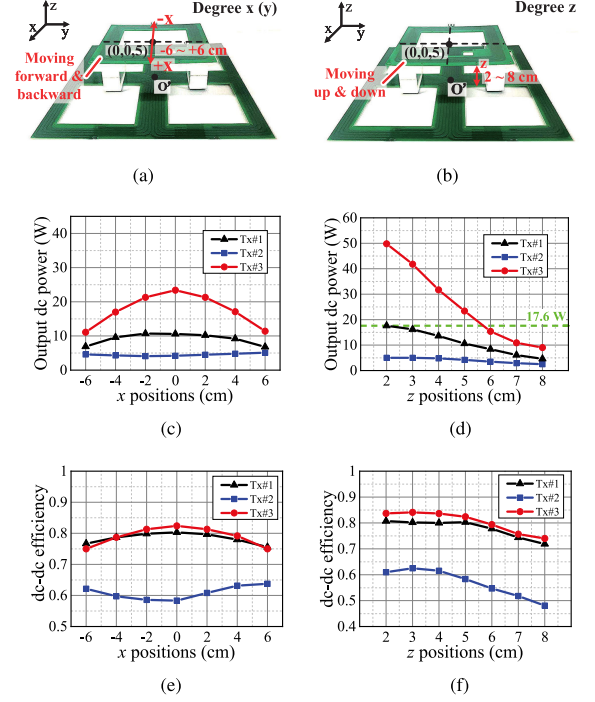 z
x
y
Degree x (y)
-X
(0,0,5)
-6 ~ +6 cm
Moving
forward &
backward
+X
O'
z
x
y
Degree z
(0,0,5)
z
2 ~ 8 cm
Moving
up & down
O'
(a)
(b)
Output dc power (W)
40
30
20
10
0
Tx#1
Tx#2
Tx#3
-6 -4 -2 0 2 4 6
x positions (cm)
Output dc power (W)
60
50
40
30
20
10
0
Tx#1
Tx#2
Tx#3
17.6 W
2 3 4 5 6 7 8
z positions (cm)
(c)
(d)
dc-dc efficiency
1
0.9
0.8
0.7
0.6
0.5
Tx#1
Tx#2
Tx#3
-6 -4 -2 0 2 4 6
x positions (cm)
dc-dc efficiency
1
0.9
0.8
0.7
0.6
0.5
0.4
Tx#1
Tx#2
Tx#3
2 3 4 5 6 7 8
z positions (cm)
(e)
(f)